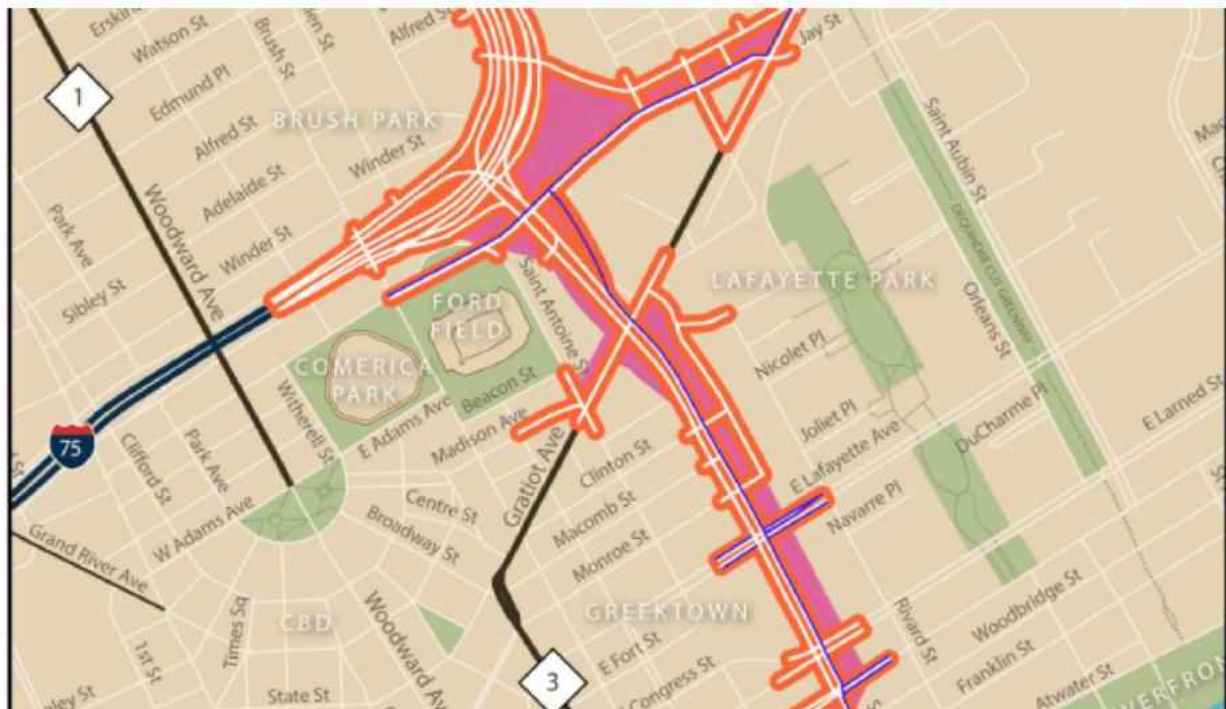 Watson St
Alfred St
Jay St
1
Edmund Pl
Brush St
BRUSH PARK
Alfred St
Winder St
Saint Aubin St
Adelaide St
Woodward Ave
Park Ave
Winder St
DEQUINDRE CUT GREENWAY
Sibley St
Saint Antoine St
LAFAYETTE PARK
FORD
FIELD
Orleans St
COMERICA
PARK
Nicolet Pl
Beacon St
Witherell St
E Adams Ave
Madison Ave
Joliet Pl
DuCharme Pl
E Larned St
75
Park Ave
Clifford St
Gratiot Ave
Clinton St
E Lafayette Ave
Centre St
Macomb St
Navarre Pl
W Adams Ave
Broadway St
Monroe St
Grand River Ave
GREEKTOWN
Rivard St
Woodbridge St
CBD
Times Sq
Woodward Av
1st St
E Fort St
Franklin St
3
Congress St
Atwater St
State St
VERFRON